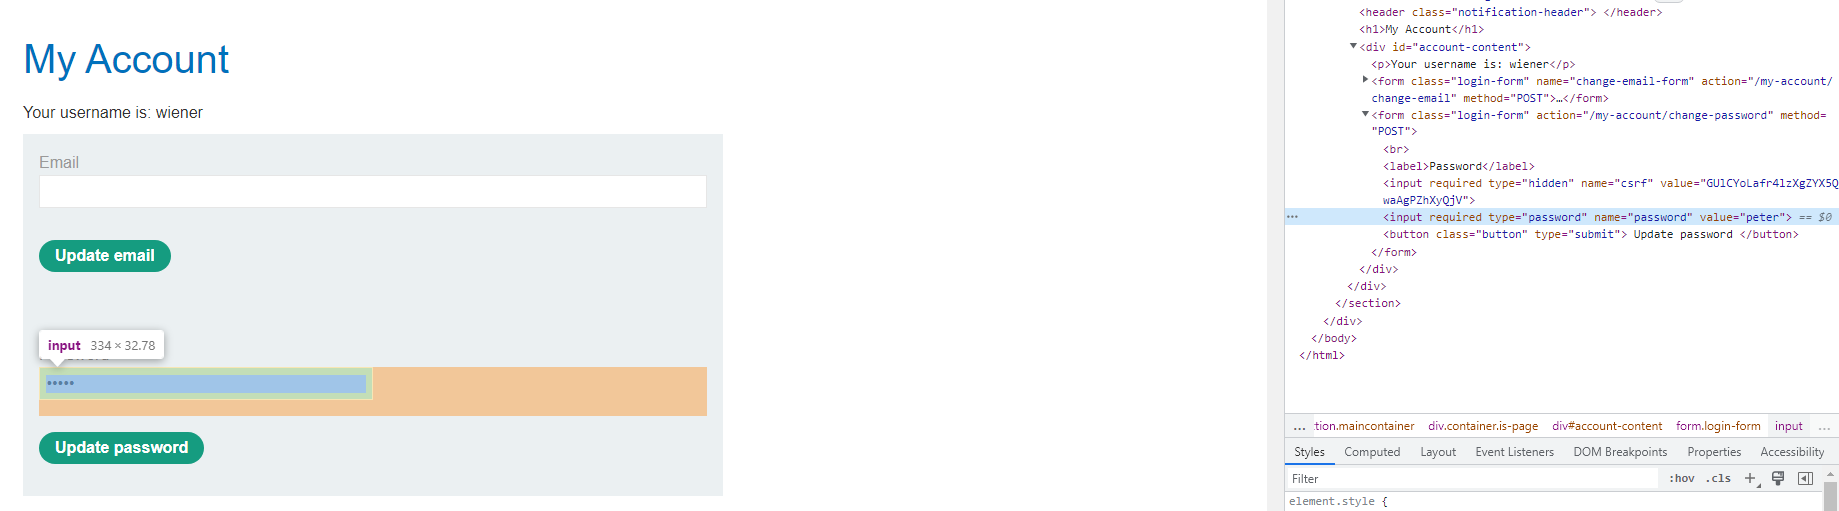 My Account
Your username is: wiener
Email
Update email
input 334 × 32.78
•••••
Update password
<header class="notification-header"> </header>
<h1>My Account</h1>
<div id="account-content">
<p>Your username is: wiener</p>
<form class="login-form" name="change-email-form" action="/my-account/
change-email" method="POST">…</form>
<form class="login-form" action="/my-account/change-password" method=
"POST">
<br>
<label>Password</label>
<input required type="hidden" name="csrf" value="GUlCYoLafr4lzXgZYX5Q
waAgPZhXyQjV">
<input required type="password" name="password" value="peter"> == $0
<button class="button" type="submit"> Update password </button>
</form>
</div>
</div>
</section>
</div>
</body>
</html>
… tion.maincontainer div.container.is-page div#account-content form.login-form input …
Styles Computed Layout Event Listeners DOM Breakpoints Properties Accessibility
Filter :hov .cls +
element.style {